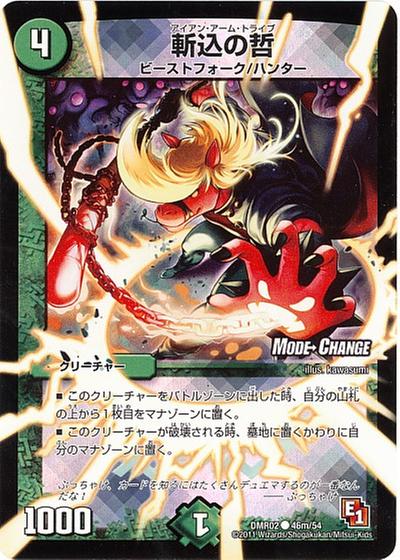 4
アイアン・アーム・トライブ
斬込の哲
ビーストフォーク/ハンター
MODE CHANGE
illus. kawasumi
クリーチャー
■ このクリーチャーをバトルゾーンに出した時、自分の山札
の上から1枚目をマナゾーンに置く。
■ このクリーチャーが破壊される時、墓地に置くかわりに自
分のマナゾーンに置く。
ぶっちゃけ、カードを知るにはたくさんデュエマするのが一番なん
だな! ――ぶっちゃけ
1000
1
DMR02 ● 46m/54
E1
©2011 Wizards/Shogakukan/Mitsui-Kids